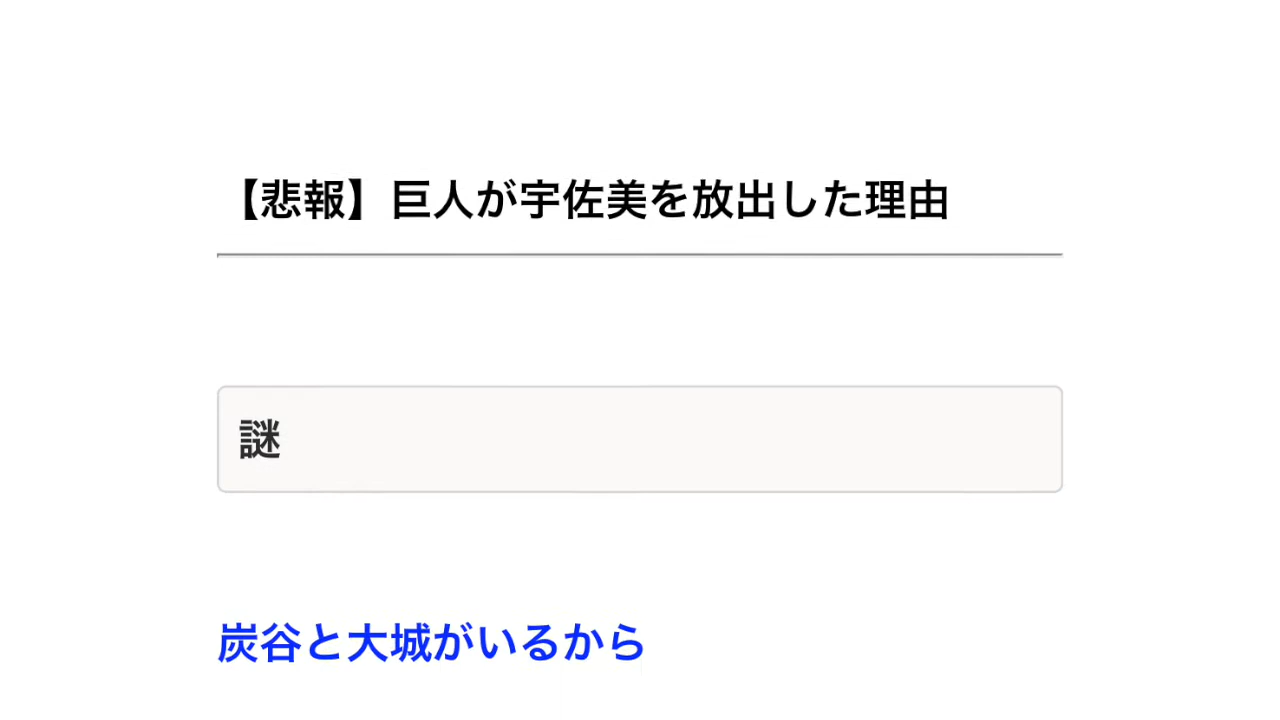 【悲報】巨人が宇佐美を放出した理由
謎
炭谷と大城がいるから